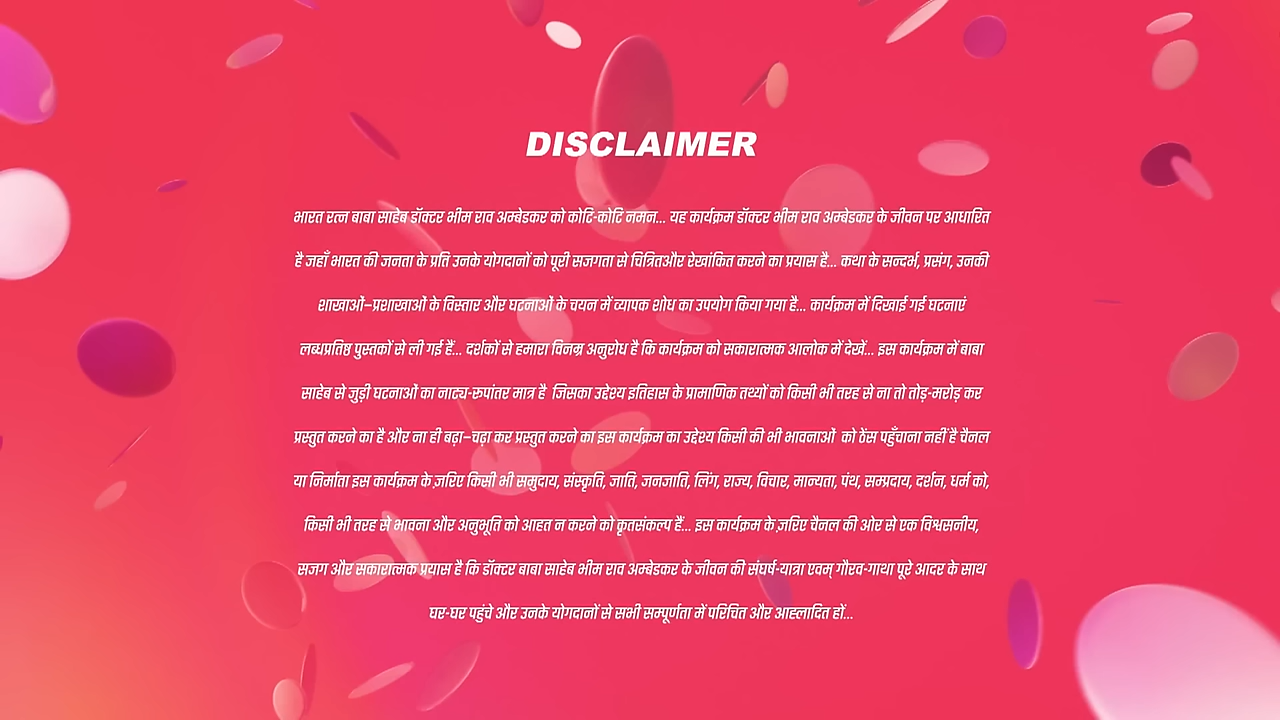 DISCLAIMER
भारत रत्न बाबा साहेब डॉक्टर भीम राव अम्बेडकर को कोटि-कोटि नमन... यह कार्यक्रम डॉक्टर भीम राव अम्बेडकर के जीवन पर आधारित
है जहाँ भारत की जनता के प्रति उनके योगदानों को पूरी सजगता से चित्रितऔर रेखांकित करने का प्रयास है... कथा के सन्दर्भ, प्रसंग, उनकी
शाखाओं–प्रशाखाओं के विस्तार और घटनाओं के चयन में व्यापक शोध का उपयोग किया गया है... कार्यक्रम में दिखाई गई घटनाएं
लब्धप्रतिष्ठ पुस्तकों से ली गई हैं... दर्शकों से हमारा विनम्र अनुरोध है कि कार्यक्रम को सकारात्मक आलोक में देखें... इस कार्यक्रम में बाबा
साहेब से जुड़ी घटनाओं का नाट्य-रूपांतर मात्र है जिसका उद्देश्य इतिहास के प्रामाणिक तथ्यों को किसी भी तरह से ना तो तोड़-मरोड़ कर
प्रस्तुत करने का है और ना ही बढ़ा–चढ़ा कर प्रस्तुत करने का इस कार्यक्रम का उद्देश्य किसी की भी भावनाओं को ठेंस पहुँचाना नहीं है चैनल
या निर्माता इस कार्यक्रम के ज़रिए किसी भी समुदाय, संस्कृति, जाति, जनजाति, लिंग, राज्य, विचार, मान्यता, पंथ, सम्प्रदाय, दर्शन, धर्म को,
किसी भी तरह से भावना और अनुभूति को आहत न करने को कृतसंकल्प हैं... इस कार्यक्रम के ज़रिए चैनल की ओर से एक विश्वसनीय,
सजग और सकारात्मक प्रयास है कि डॉक्टर बाबा साहेब भीम राव अम्बेडकर के जीवन की संघर्ष-यात्रा एवम् गौरव-गाथा पूरे आदर के साथ
घर-घर पहुंचे और उनके योगदानों से सभी सम्पूर्णता में परिचित और आह्लादित हों...